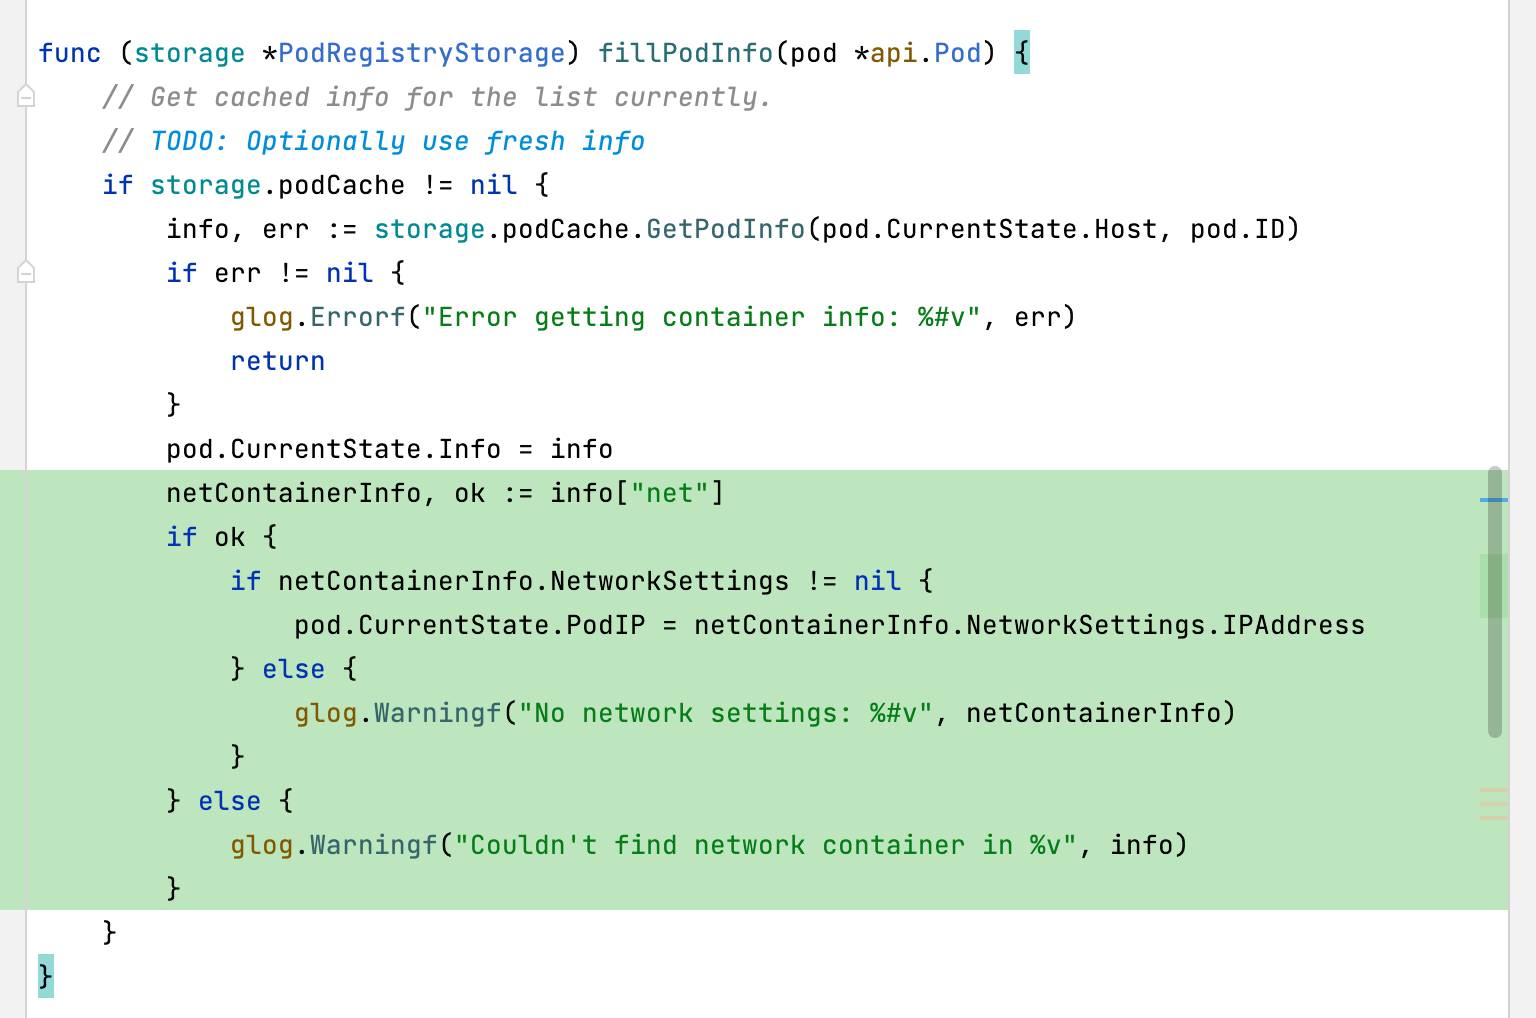 func (storage *PodRegistryStorage) fillPodInfo(pod *api.Pod) {
    // Get cached info for the list currently.
    // TODO: Optionally use fresh info
    if storage.podCache != nil {
        info, err := storage.podCache.GetPodInfo(pod.CurrentState.Host, pod.ID)
        if err != nil {
            glog.Errorf("Error getting container info: %#v", err)
            return
        }
        pod.CurrentState.Info = info
        netContainerInfo, ok := info["net"]
        if ok {
            if netContainerInfo.NetworkSettings != nil {
                pod.CurrentState.PodIP = netContainerInfo.NetworkSettings.IPAddress
            } else {
                glog.Warningf("No network settings: %#v", netContainerInfo)
            }
        } else {
            glog.Warningf("Couldn't find network container in %v", info)
        }
    }
}